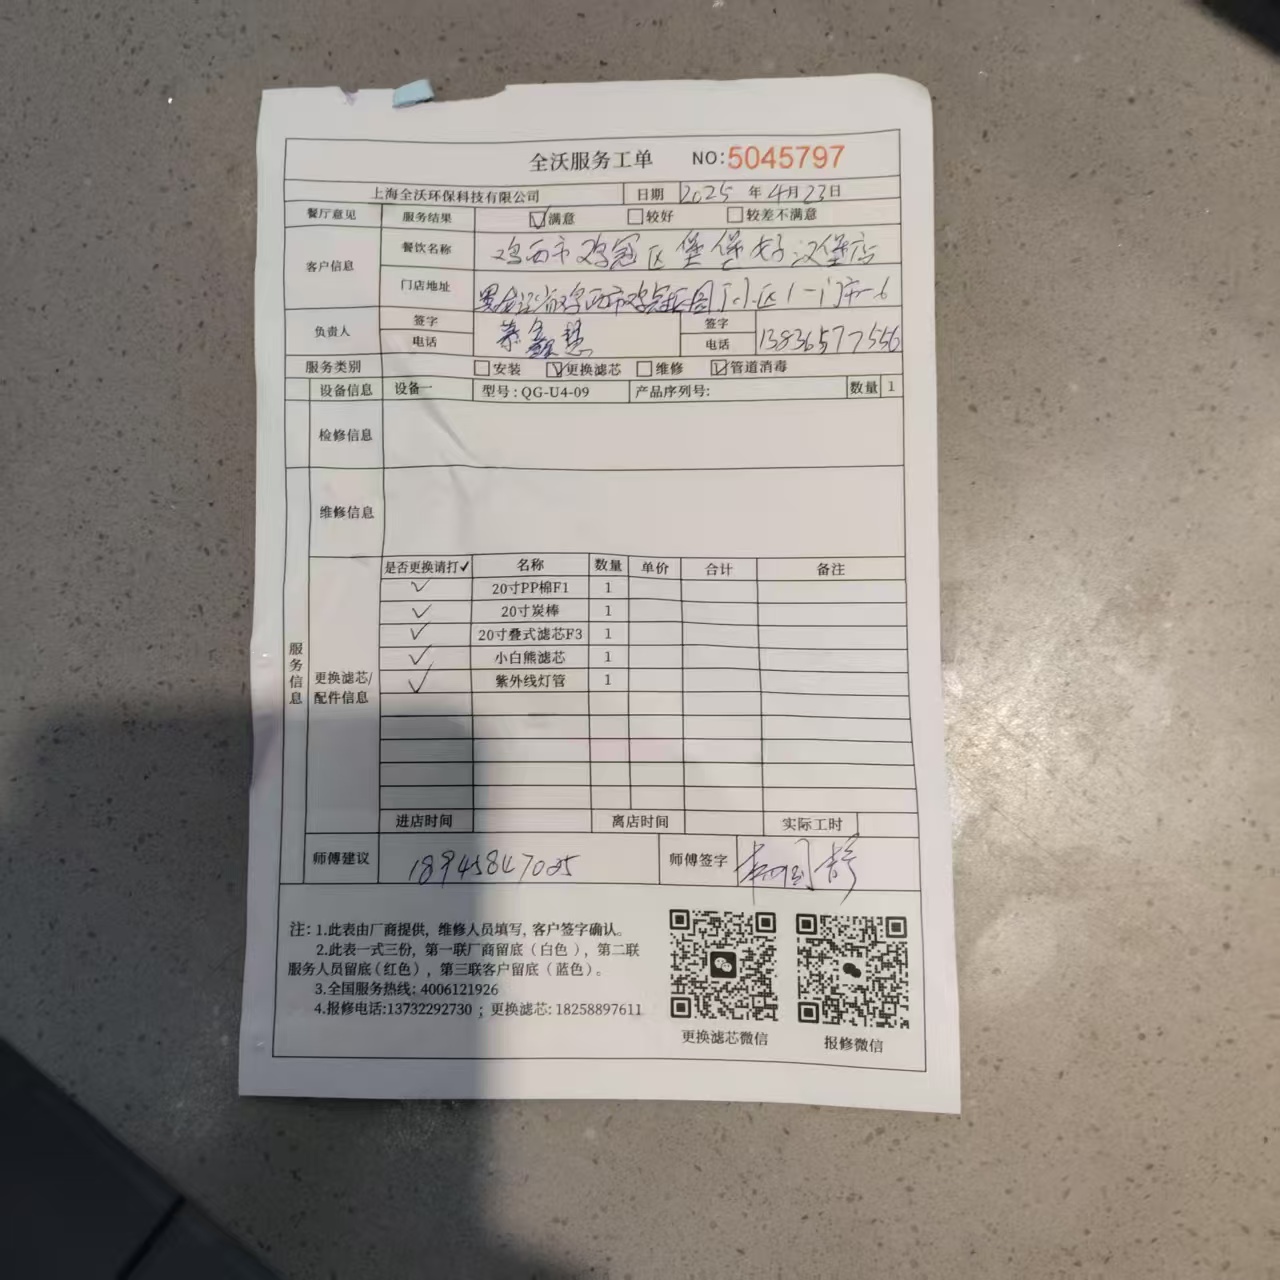 全沃服务工单 NO:5045797
上海全沃环保科技有限公司 日期 2025 年 4月23日
餐厅意见 服务结果 满意 较好 较差不满意
客户信息 餐饮名称 鸡西市鸡冠区堡堡好汉堡店
门店地址 黑龙江省鸡西市鸡冠区
负责人 签字 签字
电话 电话 13836577556
服务类别 安装 更换滤芯 维修 管道消毒
设备信息 设备一 型号:QG-U4-09 产品序列号: 数量 1
检修信息
维修信息
服务信息
更换滤芯/
配件信息
是否更换请打✓ 名称 数量 单价 合计 备注
✓ 20寸PP棉F1 1
✓ 20寸炭棒 1
✓ 20寸叠式滤芯F3 1
✓ 小白熊滤芯 1
✓ 紫外线灯管 1
进店时间 离店时间 实际工时
师傅建议 18945847035 师傅签字
注: 1.此表由厂商提供, 维修人员填写, 客户签字确认。
2.此表一式三份, 第一联厂商留底(白色), 第二联
服务人员留底(红色), 第三联客户留底(蓝色)。
3.全国服务热线: 4006121926
4.报修电话:13732292730 ; 更换滤芯: 18258897611
更换滤芯微信 报修微信